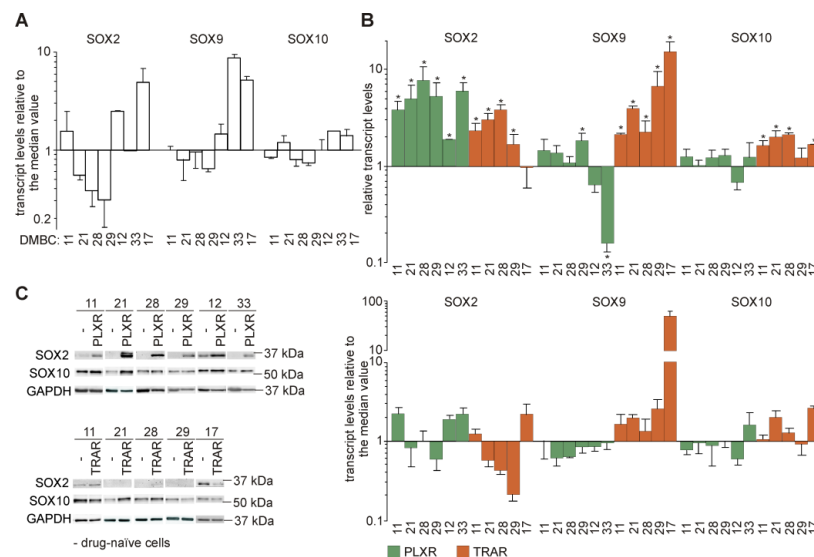 A
SOX2 SOX9 SOX10
transcript levels relative to
the median value
10
1
0.2
DMBC: 11 21 28 29 12 33 17 11 21 28 29 12 33 17 11 21 28 29 12 33 17
B
SOX2 SOX9 SOX10
relative transcript levels
10
1
0.1
* * * * * * * * * * * * * * * * * * * * *
11 21 28 29 12 33 11 21 28 29 17 11 21 28 29 12 33 11 21 28 29 17 11 21 28 29 12 33 11 21 28 29 17
SOX2 SOX9 SOX10
transcript levels relative to
the median value
100
10
10
1
0.1
11 21 28 29 12 33 11 21 28 29 17 11 21 28 29 12 33 11 21 28 29 17 11 21 28 29 12 33 11 21 28 29 17
PLXR TRAR
C
11 21 28 29 12 33
- PLXR - PLXR - PLXR - PLXR - PLXR - PLXR
SOX2 37 kDa
SOX10 50 kDa
GAPDH 37 kDa
11 21 28 29 17
- TRAR - TRAR - TRAR - TRAR - TRAR
SOX2 37 kDa
SOX10 50 kDa
GAPDH 37 kDa
- drug-naïve cells